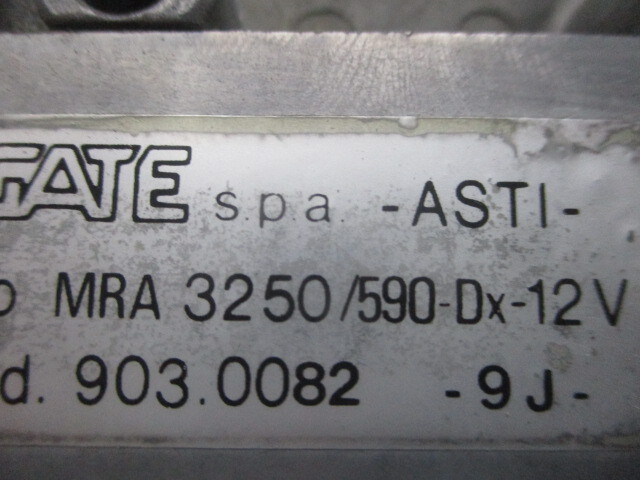 GATE s.p.a. -ASTI-
o MRA 3250/590-Dx-12V
d. 903.0082 -9J-